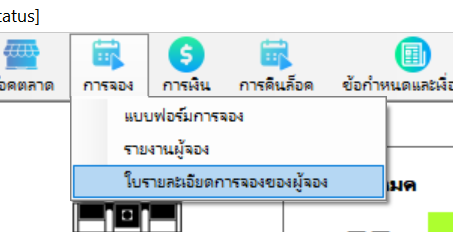 tatus]
อคตลาด การจอง การเงิน การคืนล็อค ข้อกำหนดและเงื่อ
แบบฟอร์มการจอง
รายงานผู้จอง
ใบรายละเอียดการจองของผู้จอง
มค